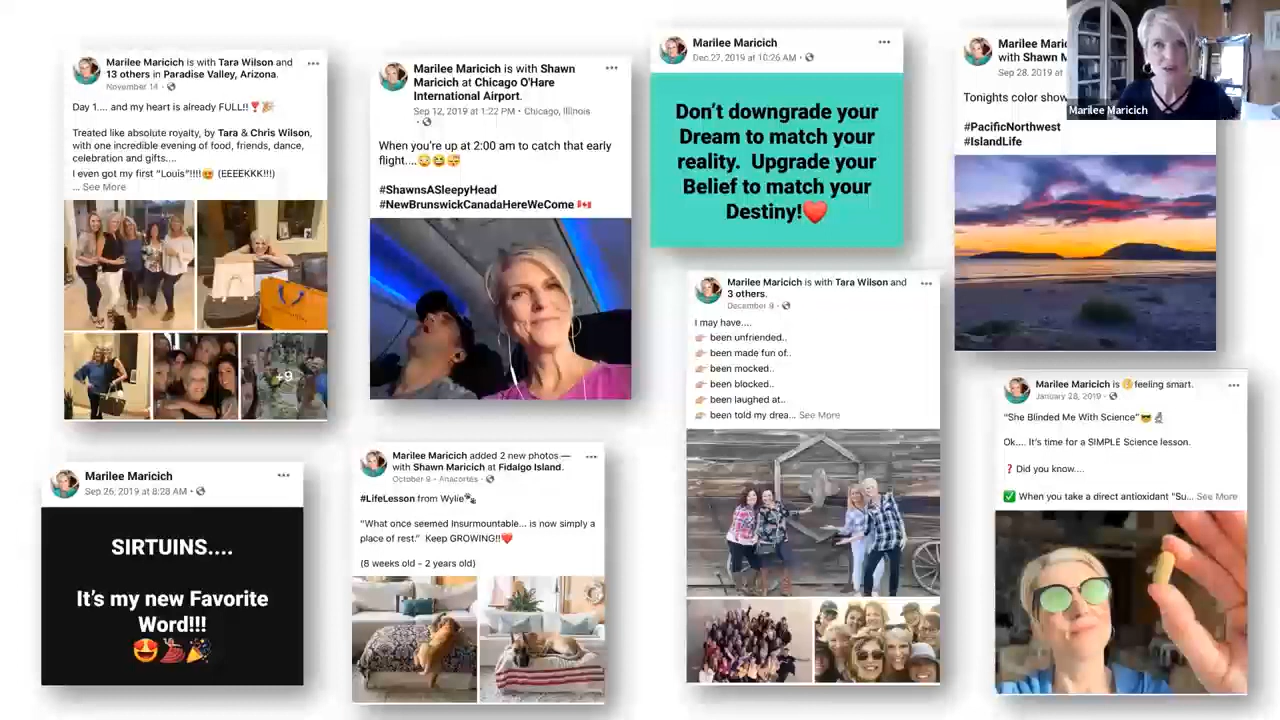 Marilee Maricich is with Tara Wilson and
13 others in Paradise Valley, Arizona.
November 14 ·
Day 1.... and my heart is already FULL!!❣️🎉
Treated like absolute royalty, by Tara & Chris Wilson,
with one incredible evening of food, friends, dance,
celebration and gifts....
I even got my first "Louis"!!!!😍 (EEEEKKK!!!)
... See More
+9
Marilee Maricich is with Shawn
Maricich at Chicago O'Hare
International Airport.
Sep 12, 2019 at 1:22 PM · Chicago, Illinois
·
When you're up at 2:00 am to catch that early
flight....😳😆😴
#ShawnsASleepyHead
#NewBrunswickCanadaHereWeCome 🇨🇦
Marilee Maricich
Dec 27, 2019 at 10:26 AM ·
Don't downgrade your
Dream to match your
reality. Upgrade your
Belief to match your
Destiny!❤️
Marilee Maric
with Shawn M
Sep 28, 2019 at
Tonights color show
#PacificNorthwest
#IslandLife
Marilee Maricich
Marilee Maricich is with Tara Wilson and
3 others.
December 9 ·
I may have....
👉🏼 been unfriended..
👉🏼 been made fun of..
👉🏼 been mocked..
👉🏼 been blocked..
👉🏼 been laughed at..
👉🏼 been told my drea... See More
Marilee Maricich is 🤓feeling smart.
January 28, 2019 ·
"She Blinded Me With Science"😎🔬
Ok.... It's time for a SIMPLE Science lesson.
❓ Did you know....
✅ When you take a direct antioxidant "Su... See More
Marilee Maricich
Sep 26, 2019 at 8:28 AM ·
SIRTUINS....
It's my new Favorite
Word!!!
😍💃🏾🎉
Marilee Maricich added 2 new photos —
with Shawn Maricich at Fidalgo Island.
October 9 · Anacortes ·
#LifeLesson from Wylie🐾
"What once seemed Insurmountable... is now simply a
place of rest." Keep GROWING!!❤️
(8 weeks old - 2 years old)